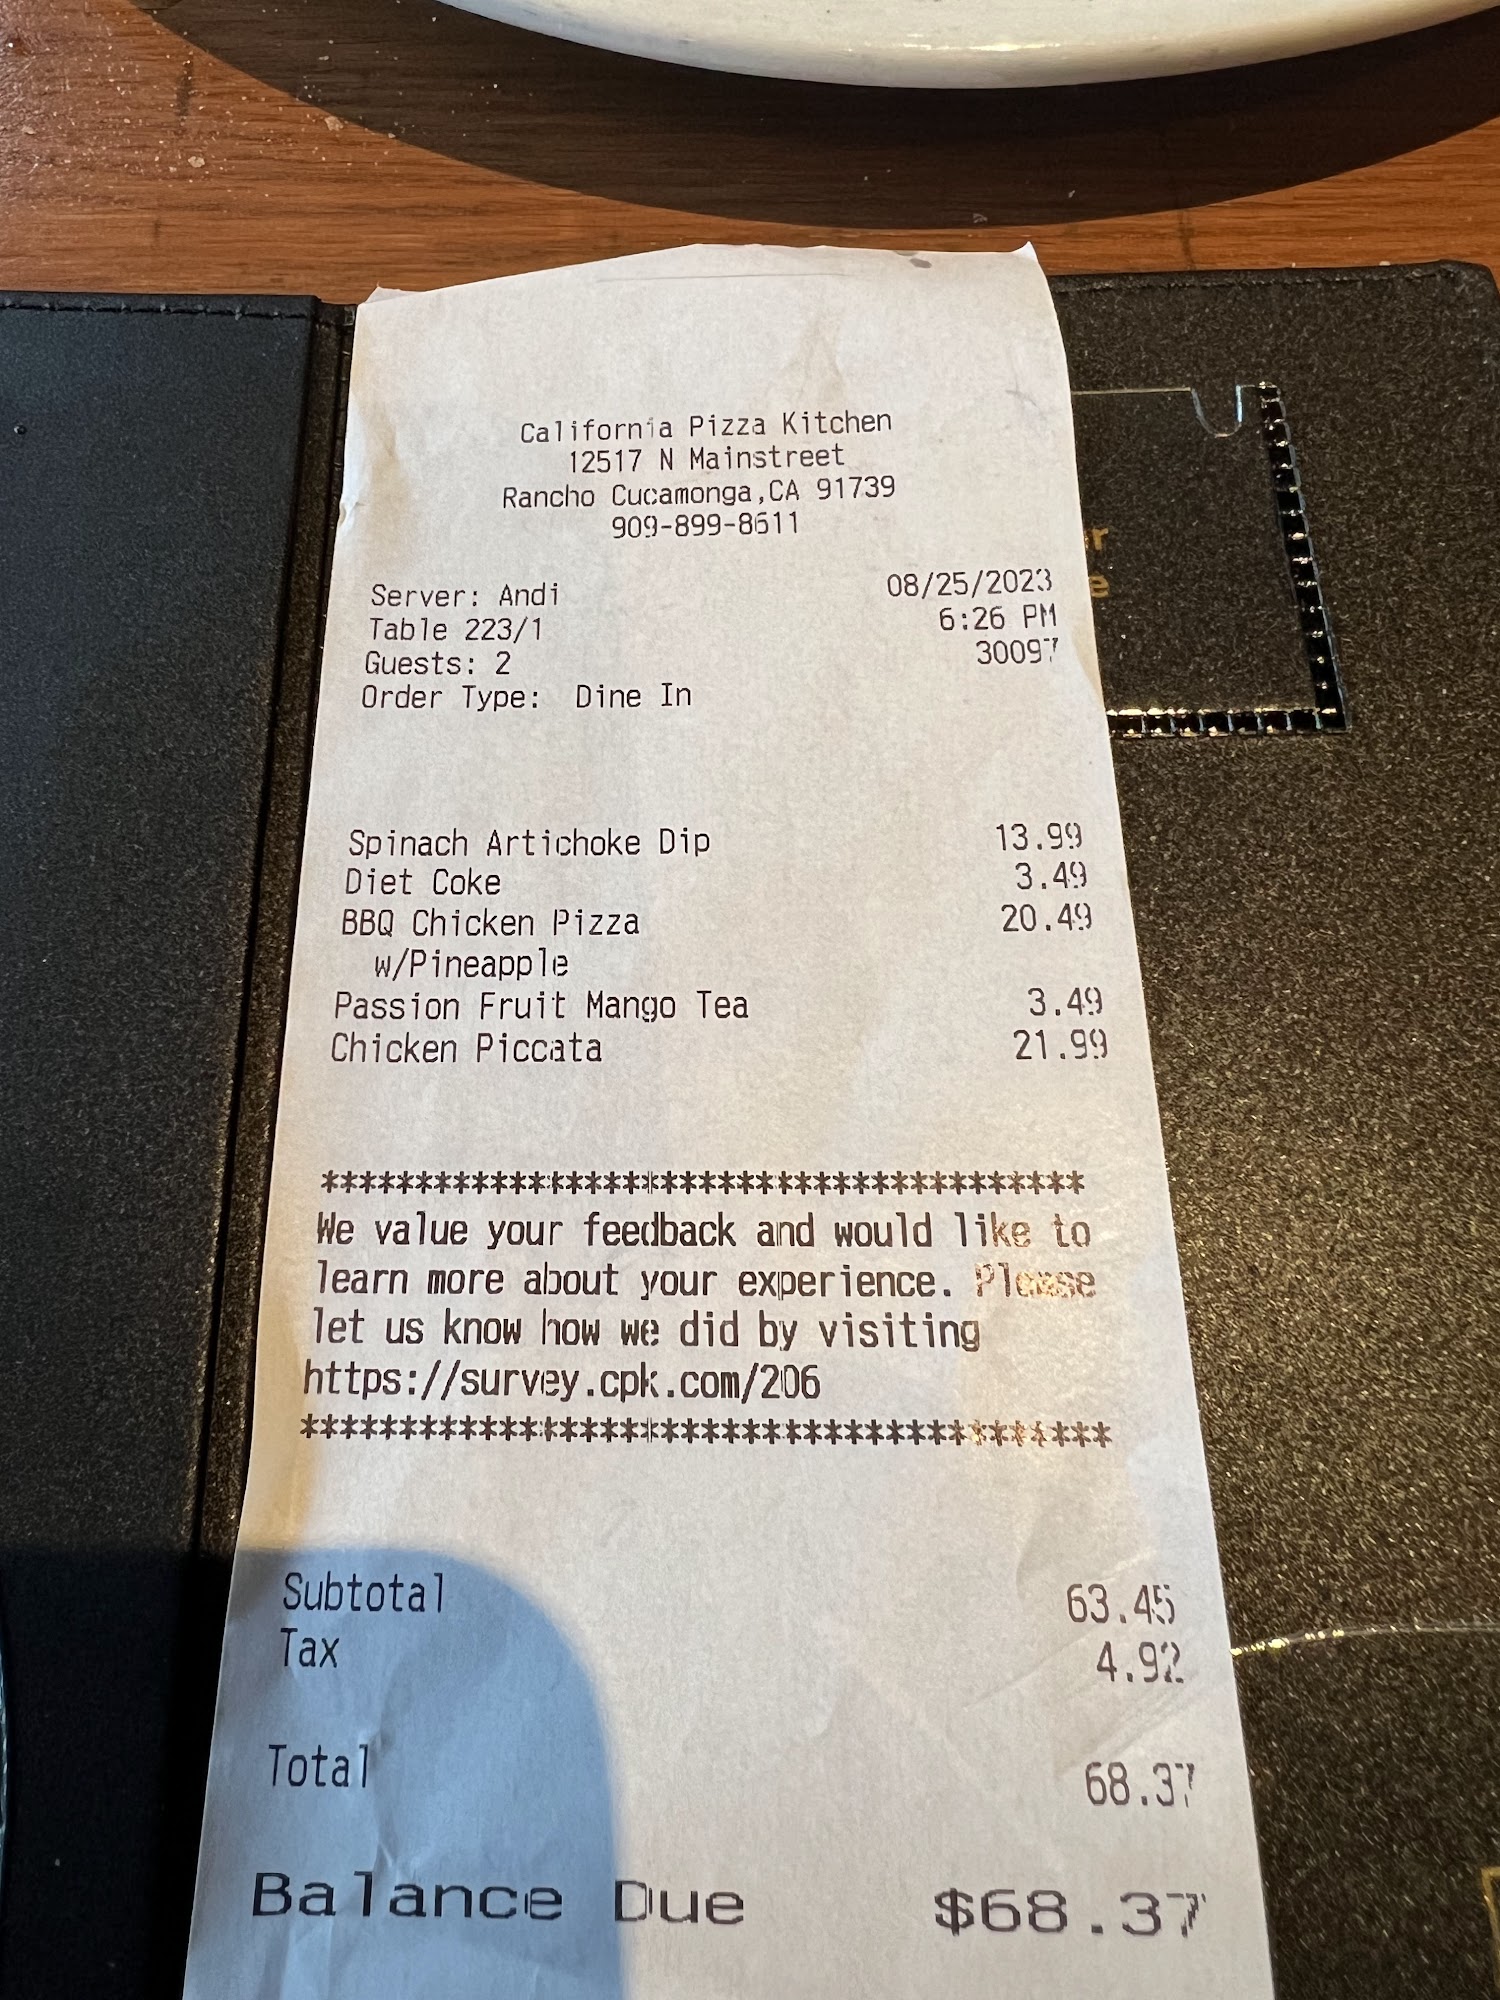 California Pizza Kitchen
12517 N Mainstreet
Rancho Cucamonga,CA 91739
909-899-8611
Server: Andi 08/25/2023
Table 223/1 6:26 PM
Guests: 2 30097
Order Type: Dine In
Spinach Artichoke Dip 13.99
Diet Coke 3.49
BBQ Chicken Pizza 20.49
w/Pineapple
Passion Fruit Mango Tea 3.49
Chicken Piccata 21.99
****************************************
We value your feedback and would like to
learn more about your experience. Please
let us know how we did by visiting
https://survey.cpk.com/206
****************************************
Subtotal 63.45
Tax 4.92
Total 68.37
Balance Due $68.37